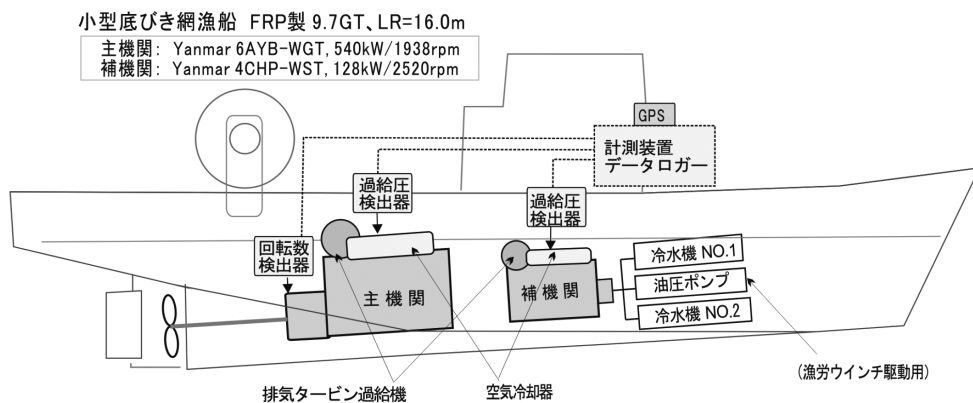 小型底びき網漁船 FRP製 9.7GT、LR=16.0m
主機関: Yanmar 6AYB-WGT, 540kW/1938rpm
補機関: Yanmar 4CHP-WST, 128kW/2520rpm
GPS
計測装置
データロガー
過給圧
検出器
過給圧
検出器
回転数
検出器
主機関
補機関
冷水機 NO.1
油圧ポンプ
冷水機 NO.2
排気タービン過給機
空気冷却器
(漁労ウインチ駆動用)